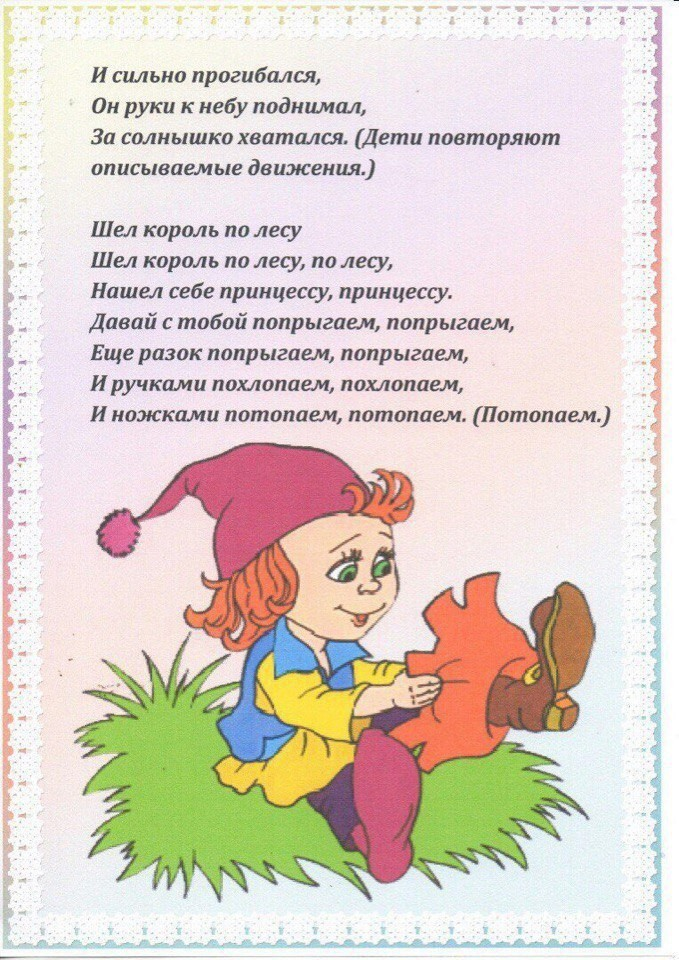 И сильно прогибался,
Он руки к небу поднимал,
За солнышко хватался. (Дети повторяют
описываемые движения.)
Шел король по лесу
Шел король по лесу, по лесу,
Нашел себе принцессу, принцессу.
Давай с тобой попрыгаем, попрыгаем,
Еще разок попрыгаем, попрыгаем,
И ручками похлопаем, похлопаем,
И ножками потопаем, потопаем. (Потопаем.)